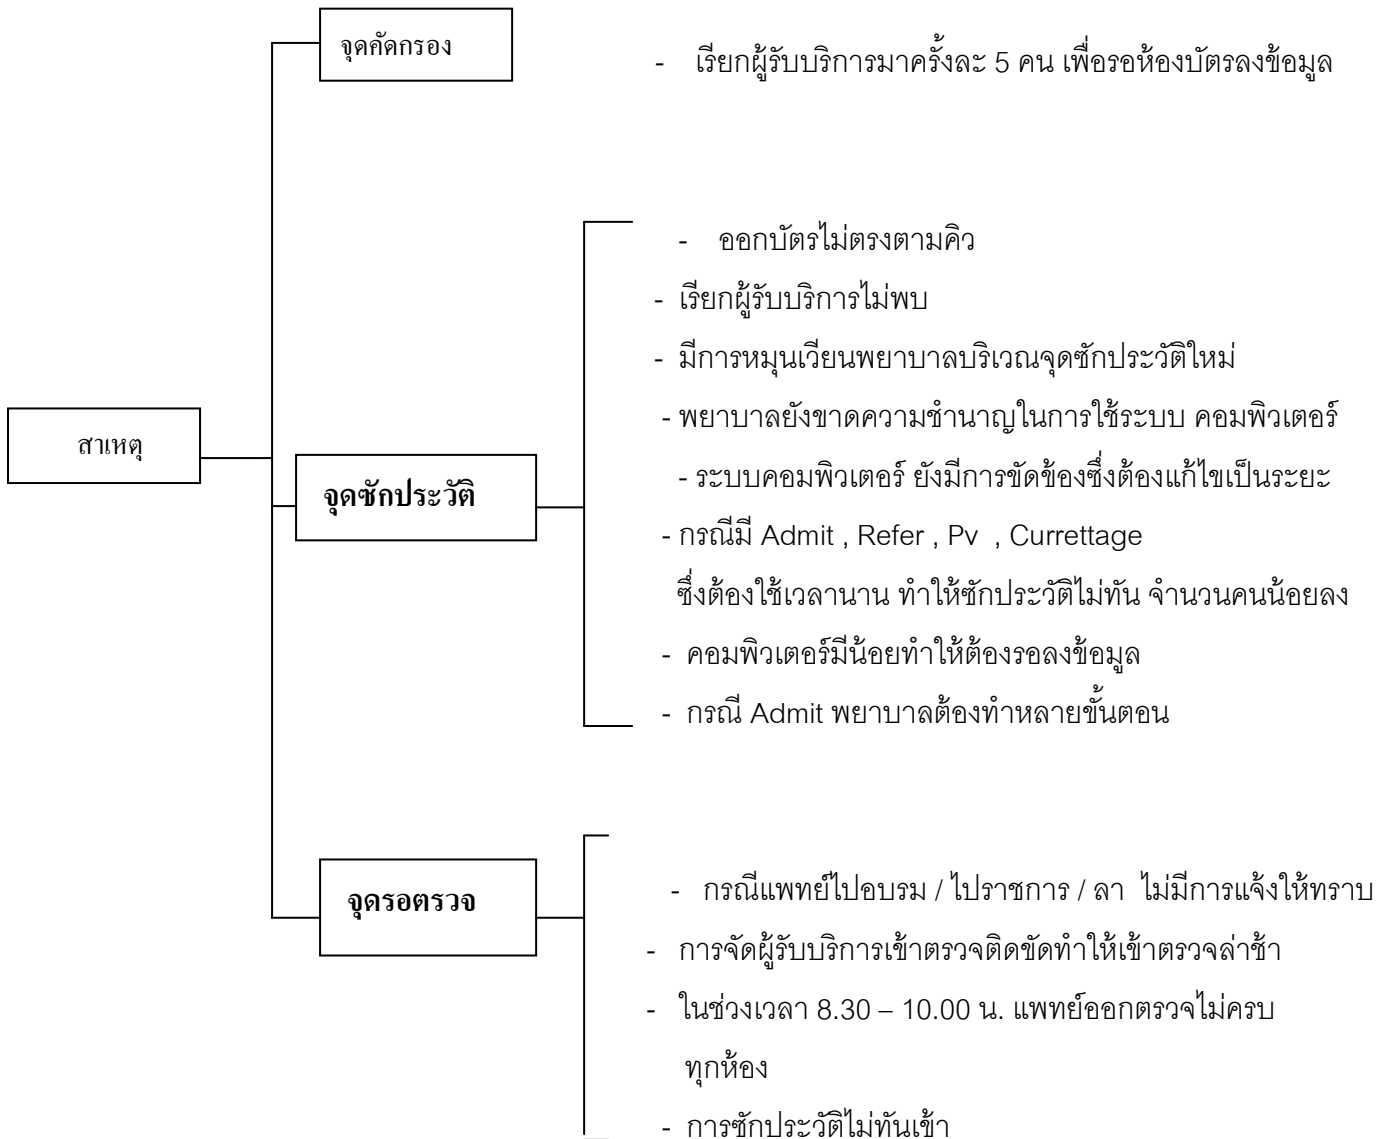 จุดคัดกรอง
- เรียกผู้รับบริการมาครั้งละ 5 คน เพื่อรอห้องบัตรลงข้อมูล
สาเหตุ
จุดซักประวัติ
- ออกบัตรไม่ตรงตามคิว
- เรียกผู้รับบริการไม่พบ
- มีการหมุนเวียนพยาบาลบริเวณจุดซักประวัติใหม่
- พยาบาลยังขาดความชำนาญในการใช้ระบบ คอมพิวเตอร์
- ระบบคอมพิวเตอร์ ยังมีการขัดข้องซึ่งต้องแก้ไขเป็นระยะ
- กรณีมี Admit , Refer , Pv , Currettage
ซึ่งต้องใช้เวลานาน ทำให้ซักประวัติไม่ทัน จำนวนคนน้อยลง
- คอมพิวเตอร์มีน้อยทำให้ต้องรอลงข้อมูล
- กรณี Admit พยาบาลต้องทำหลายขั้นตอน
จุดรอตรวจ
- กรณีแพทย์ไปอบรม / ไปราชการ / ลา ไม่มีการแจ้งให้ทราบ
- การจัดผู้รับบริการเข้าตรวจติดขัดทำให้เข้าตรวจล่าช้า
- ในช่วงเวลา 8.30 – 10.00 น. แพทย์ออกตรวจไม่ครบ
ทุกห้อง
- การซักประวัติไม่ทันเข้า